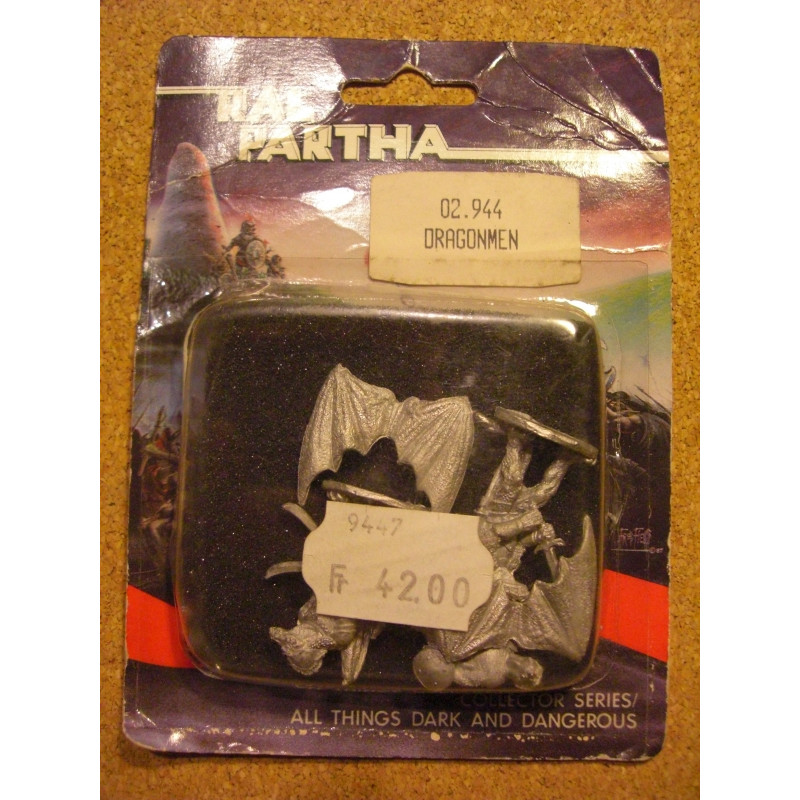 RAL
PARTHA
02.944
DRAGONMEN
9447
Fr 42.00
COLLECTOR SERIES/
ALL THINGS DARK AND DANGEROUS